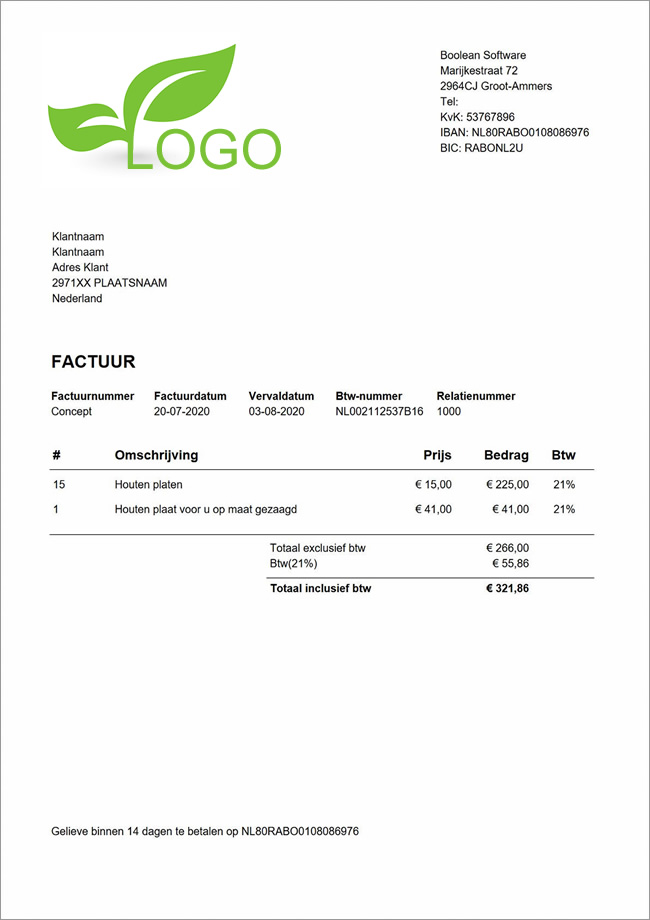 LOGO
Boolean Software
Marijkestraat 72
2964CJ Groot-Ammers
Tel:
KvK: 53767896
IBAN: NL80RABO0108086976
BIC: RABONL2U
Klantnaam
Klantnaam
Adres Klant
2971XX PLAATSNAAM
Nederland
FACTUUR
Factuurnummer Factuurdatum Vervaldatum Btw-nummer Relatienummer
Concept 20-07-2020 03-08-2020 NL002112537B16 1000
# Omschrijving Prijs Bedrag Btw
15 Houten platen € 15,00 € 225,00 21%
1 Houten plaat voor u op maat gezaagd € 41,00 € 41,00 21%
Totaal exclusief btw € 266,00
Btw(21%) € 55,86
Totaal inclusief btw € 321,86
Gelieve binnen 14 dagen te betalen op NL80RABO0108086976